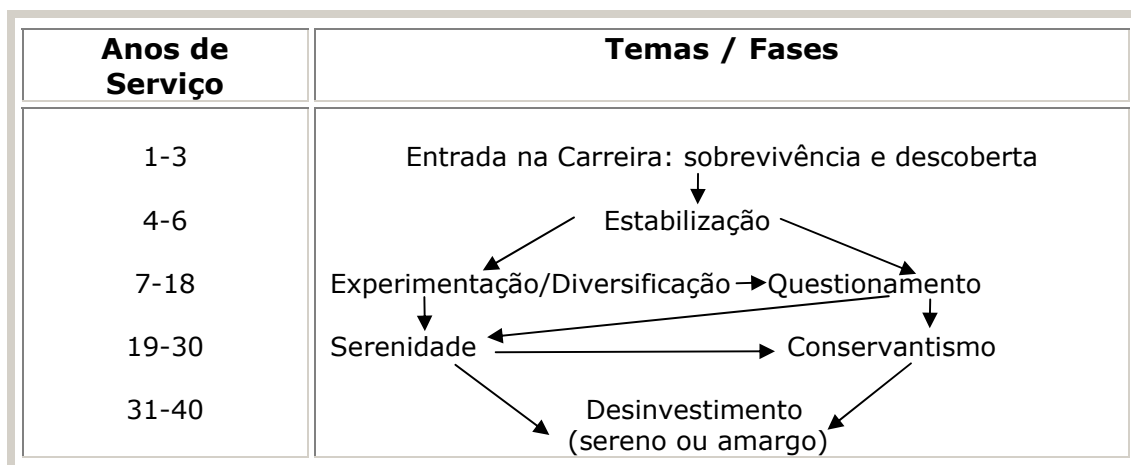 Anos de
Serviço
Temas / Fases
1-3
Entrada na Carreira: sobrevivência e descoberta
4-6
Estabilização
7-18
Experimentação/Diversificação
Questionamento
19-30
Serenidade
Conservantismo
31-40
Desinvestimento
(sereno ou amargo)